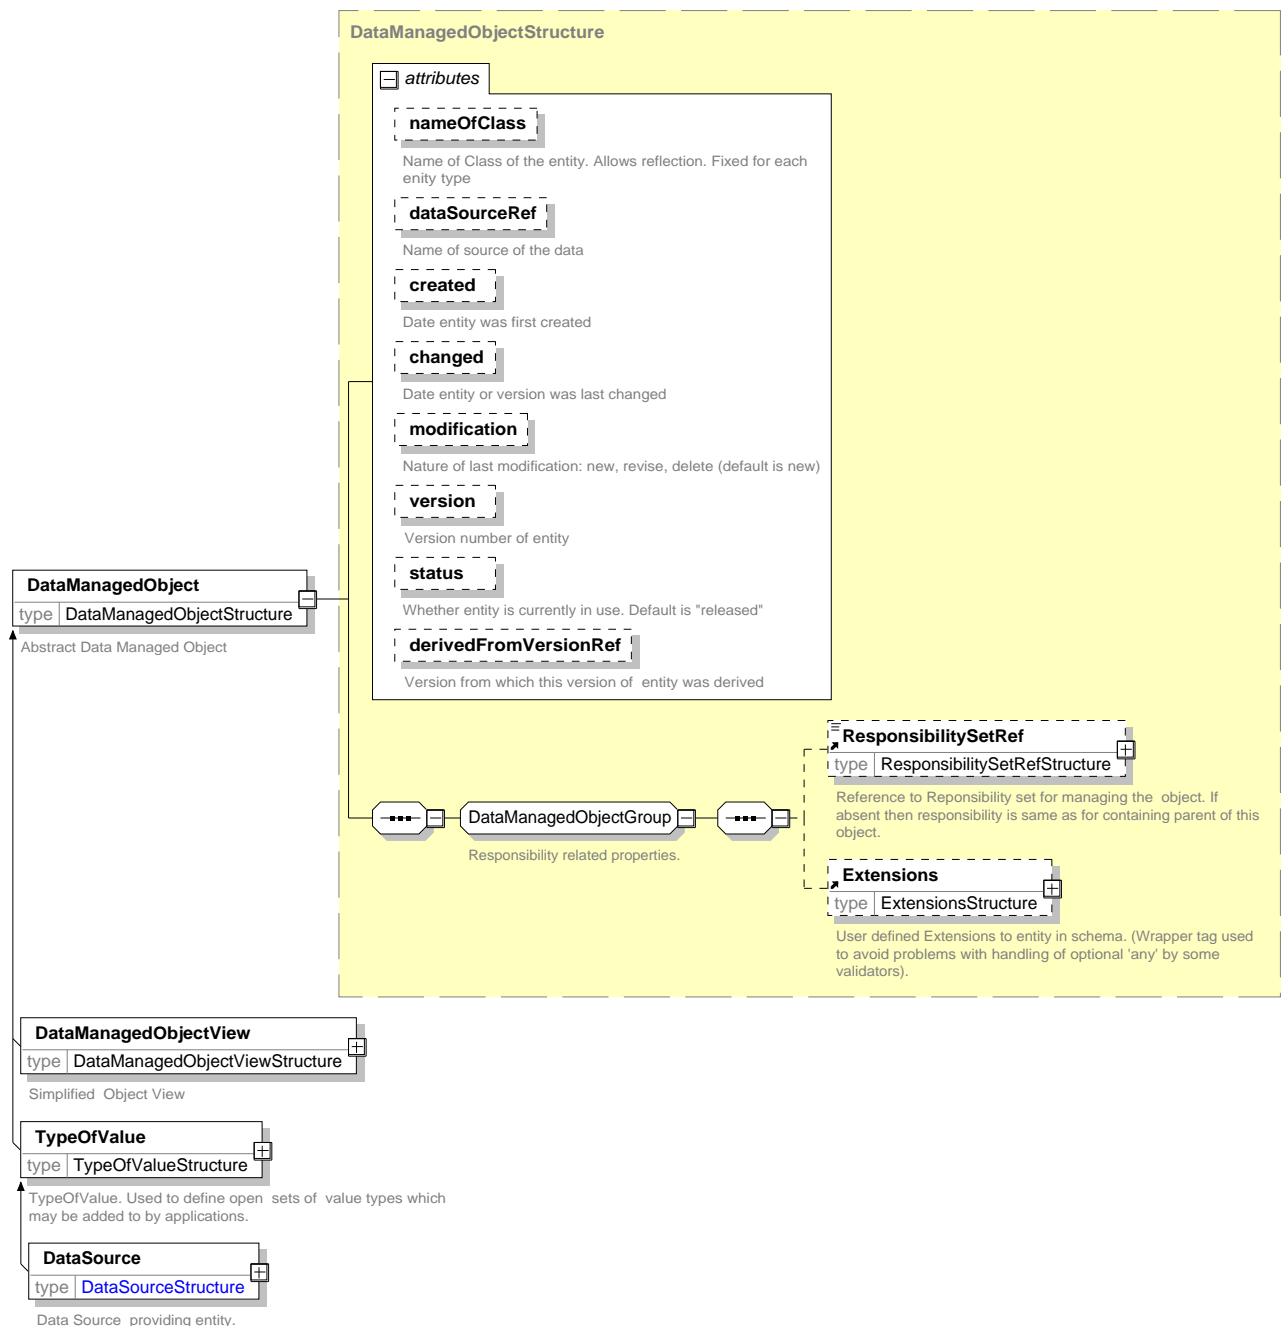 DataManagedObjectStructure
attributes
nameOfClass
Name of Class of the entity. Allows reflection. Fixed for each
enity type
dataSourceRef
Name of source of the data
created
Date entity was first created
changed
Date entity or version was last changed
modification
Nature of last modification: new, revise, delete (default is new)
version
Version number of entity
status
Whether entity is currently in use. Default is "released"
derivedFromVersionRef
Version from which this version of entity was derived
DataManagedObject
type DataManagedObjectStructure
Abstract Data Managed Object
ResponsibilitySetRef
type ResponsibilitySetRefStructure
Reference to Reponsibility set for managing the object. If
absent then responsibility is same as for containing parent of this
object.
DataManagedObjectGroup
Responsibility related properties.
Extensions
type ExtensionsStructure
User defined Extensions to entity in schema. (Wrapper tag used
to avoid problems with handling of optional 'any' by some
validators).
DataManagedObjectView
type DataManagedObjectViewStructure
Simplified Object View
TypeOfValue
type TypeOfValueStructure
TypeOfValue. Used to define open sets of value types which
may be added to by applications.
DataSource
type DataSourceStructure
Data Source providing entity.